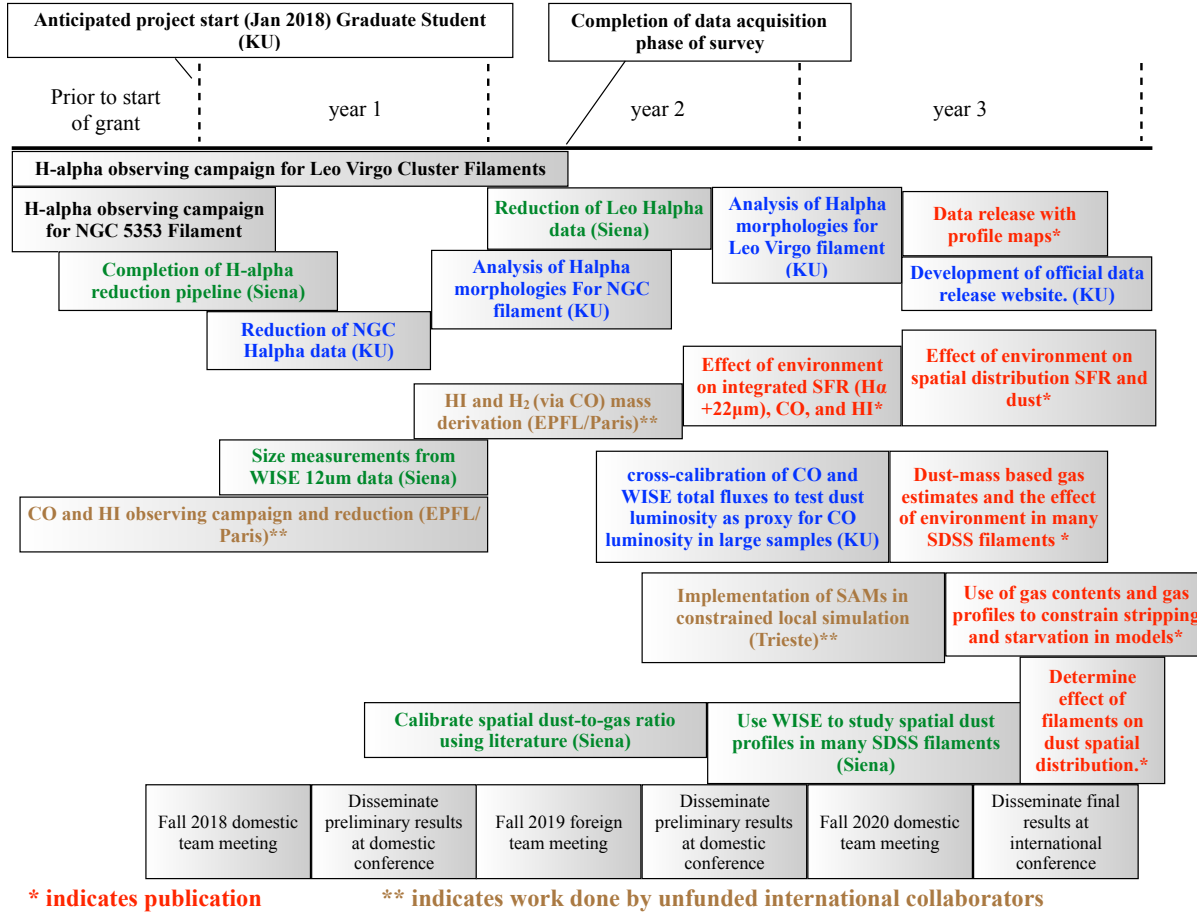 Anticipated project start (Jan 2018) Graduate Student
(KU)
Completion of data acquisition
phase of survey
Prior to start
of grant
year 1
year 2
year 3
H-alpha observing campaign for Leo Virgo Cluster Filaments
H-alpha observing campaign
for NGC 5353 Filament
Reduction of Leo Halpha
data (Siena)
Analysis of Halpha
morphologies for
Leo Virgo filament
(KU)
Data release with
profile maps*
Completion of H-alpha
reduction pipeline (Siena)
Analysis of Halpha
morphologies For NGC
filament (KU)
Development of official data
release website. (KU)
Reduction of NGC
Halpha data (KU)
Effect of environment
on integrated SFR (Hα
+22μm), CO, and HI*
Effect of environment on
spatial distribution SFR and
dust*
HI and H₂ (via CO) mass
derivation (EPFL/Paris)**
Size measurements from
WISE 12um data (Siena)
cross-calibration of CO and
WISE total fluxes to test dust
luminosity as proxy for CO
luminosity in large samples (KU)
Dust-mass based gas
estimates and the effect
of environment in many
SDSS filaments *
CO and HI observing campaign and reduction (EPFL/
Paris)**
Implementation of SAMs in
constrained local simulation
(Trieste)**
Use of gas contents and gas
profiles to constrain stripping
and starvation in models*
Determine
effect of
filaments on
dust spatial
distribution.*
Calibrate spatial dust-to-gas ratio
using literature (Siena)
Use WISE to study spatial dust
profiles in many SDSS filaments
(Siena)
Fall 2018 domestic
team meeting
Disseminate
preliminary results
at domestic
conference
Fall 2019 foreign
team meeting
Disseminate
preliminary results
at domestic
conference
Fall 2020 domestic
team meeting
Disseminate final
results at
international
conference
* indicates publication
** indicates work done by unfunded international collaborators